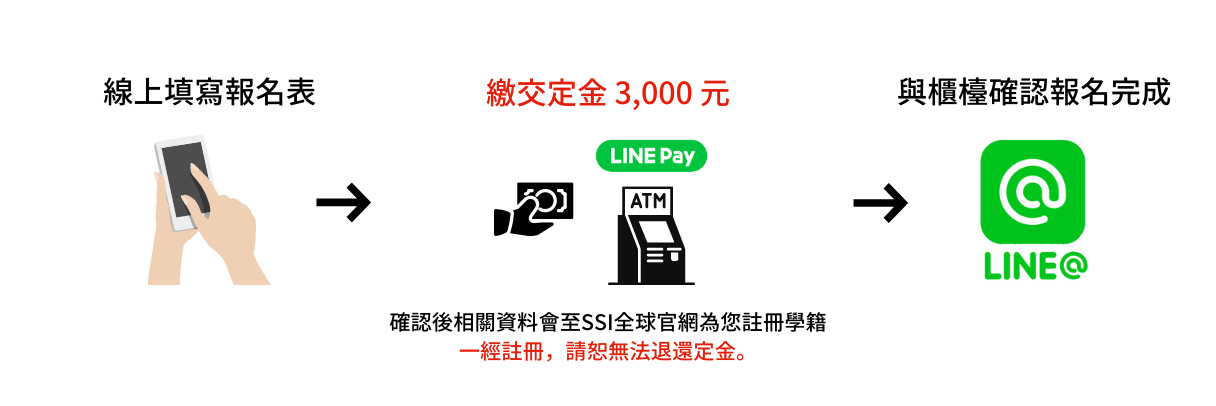 線上填寫報名表
繳交定金 3,000 元
與櫃檯確認報名完成
LINE Pay
ATM
LINE@
確認後相關資料會至SSI全球官網為您註冊學籍
一經註冊，請恕無法退還定金。